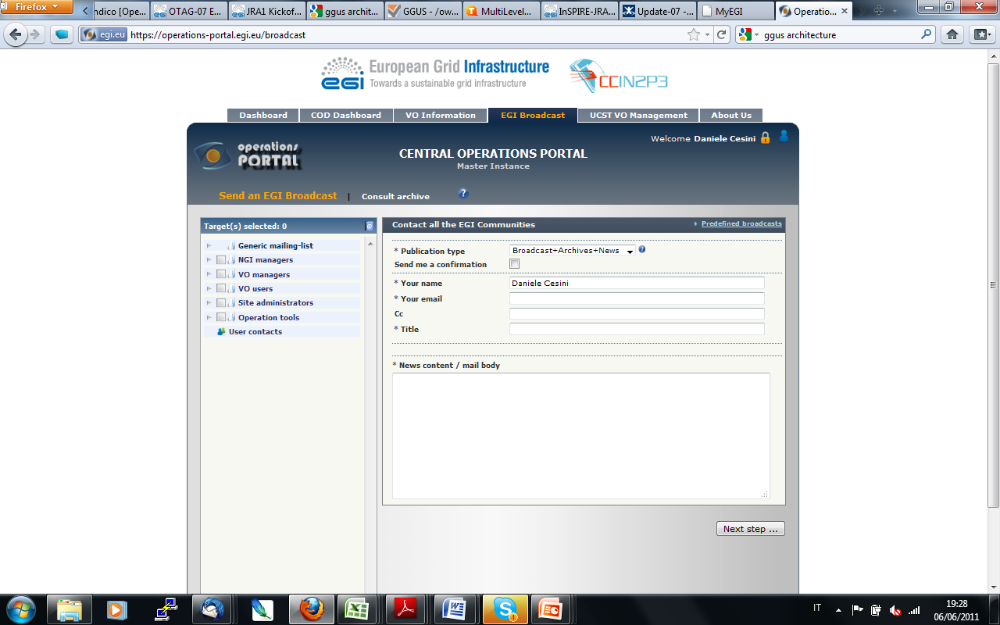 Firefox
ndico [Ope...
OTAG-07 E...
JRA1 Kickof...
ggus archit...
GGUS - /ow...
MultiLevel...
InSPIRE-JRA...
Update-07 -...
MyEGI
Operatio...
egi.eu
https://operations-portal.egi.eu/broadcast
ggus architecture
egi
European Grid Infrastructure
Towards a sustainable grid infrastructure
CCIN2P3
Dashboard
COD Dashboard
VO Information
EGI Broadcast
UCST VO Management
About Us
Welcome Daniele Cesini
operations
PORTAL
CENTRAL OPERATIONS PORTAL
Master Instance
Send an EGI Broadcast | Consult archive
Target(s) selected: 0
Generic mailing-list
NGI managers
VO managers
VO users
Site administrators
Operation tools
User contacts
Contact all the EGI Communities
Predefined broadcasts
* Publication type
Broadcast+Archives+News
Send me a confirmation
* Your name
Daniele Cesini
* Your email
Cc
* Title
* News content / mail body
Next step ...
IT
19:28
06/06/2011